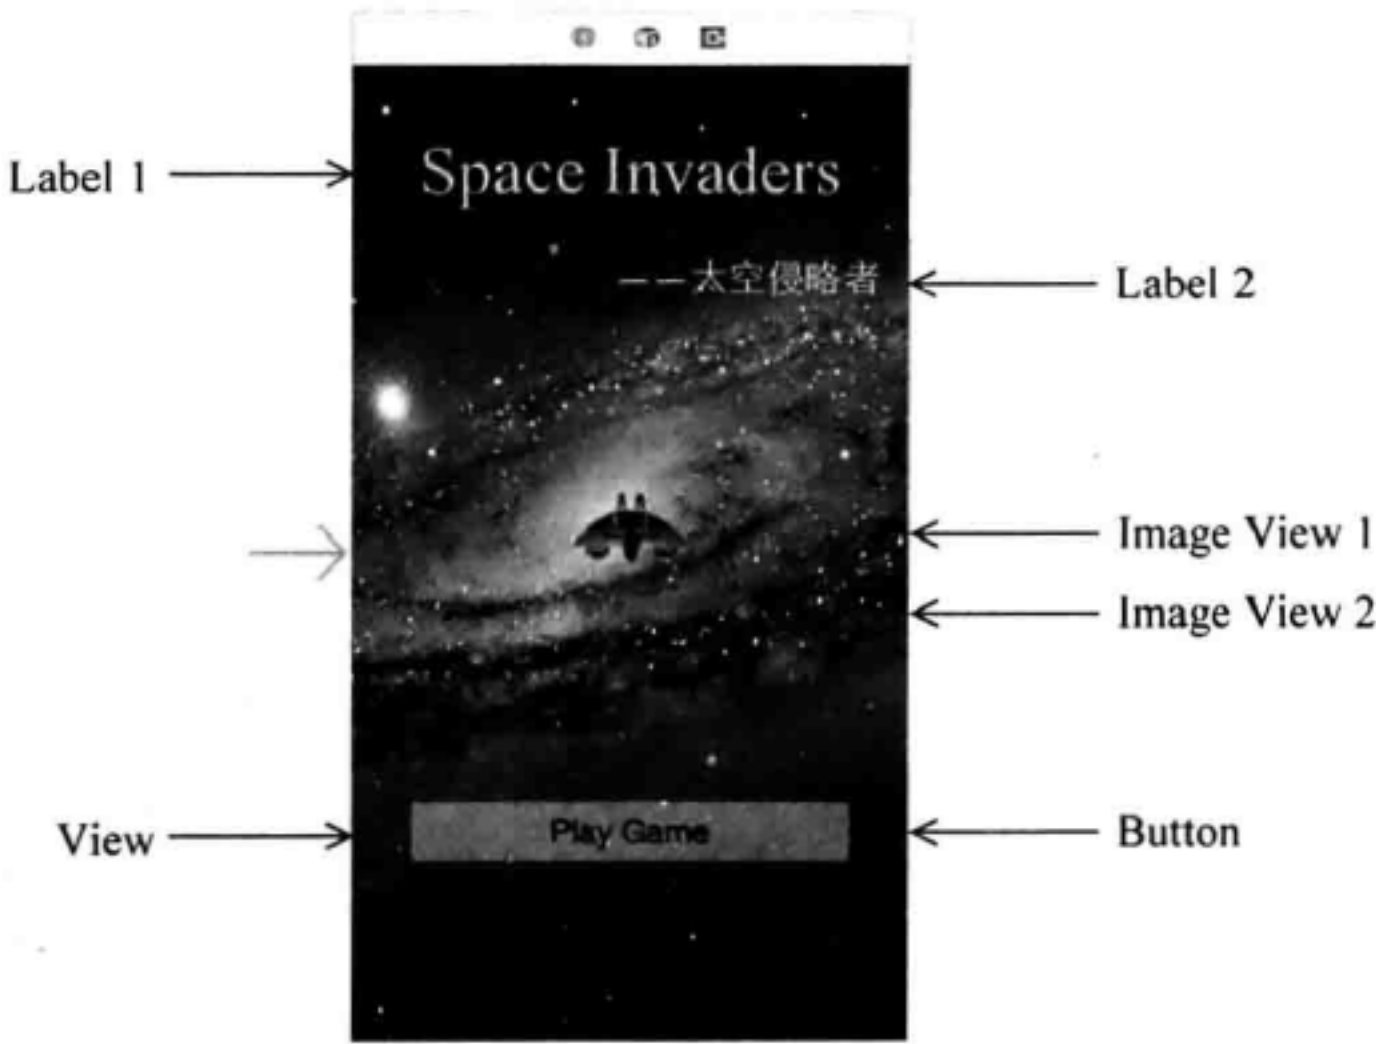 Label 1
Space Invaders
——太空侵略者
Label 2
Image View 1
Image View 2
View
Play Game
Button